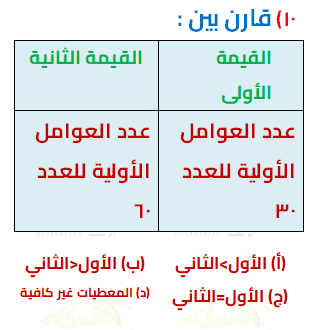 ١٠) قارن بين :
القيمة الأولى
القيمة الثانية
عدد العوامل
الأولية للعدد
٣٠
عدد العوامل
الأولية للعدد
٦٠
(أ) الأول>الثاني
(ب) الأول<الثاني
(ج) الأول=الثاني
(د) المعطيات غير كافية